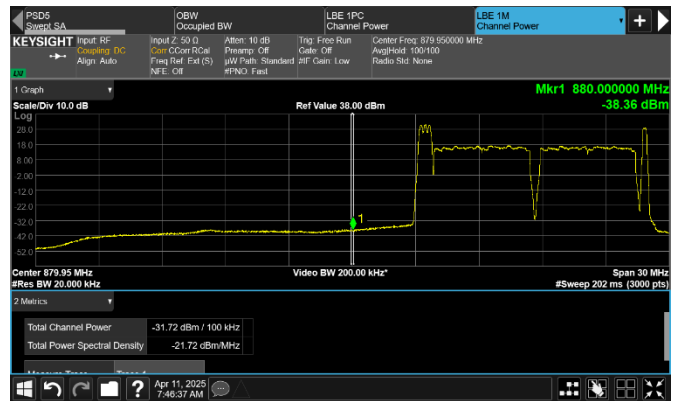 PSD5
Swept SA
OBW
Occupied BW
LBE 1PC
Channel Power
LBE 1M
Channel Power
KEYSIGHT
Input: RF
Coupling: DC
Align: Auto
Input Z: 50 Ω
Corr CCorr RCal
Freq Ref: Ext (S)
NFE: Off
Atten: 10 dB
Preamp: Off
µW Path: Standard
#PNO: Fast
Trig: Free Run
Gate: Off
#IF Gain: Low
Center Freq: 879.950000 MHz
Avg|Hold: 100/100
Radio Std: None
LXI
1 Graph
Mkr1 880.000000 MHz
-38.36 dBm
Scale/Div 10.0 dB
Ref Value 38.00 dBm
Log
28.0
18.0
8.00
-2.00
-12.0
-22.0
-32.0
-42.0
-52.0
1
Center 879.95 MHz
Video BW 200.00 kHz*
Span 30 MHz
#Res BW 20.000 kHz
#Sweep 202 ms (3000 pts)
2 Metrics
Total Channel Power -31.72 dBm / 100 kHz
Total Power Spectral Density -21.72 dBm/MHz
Measure Trace Trace 1
Apr 11, 2025
7:46:37 AM